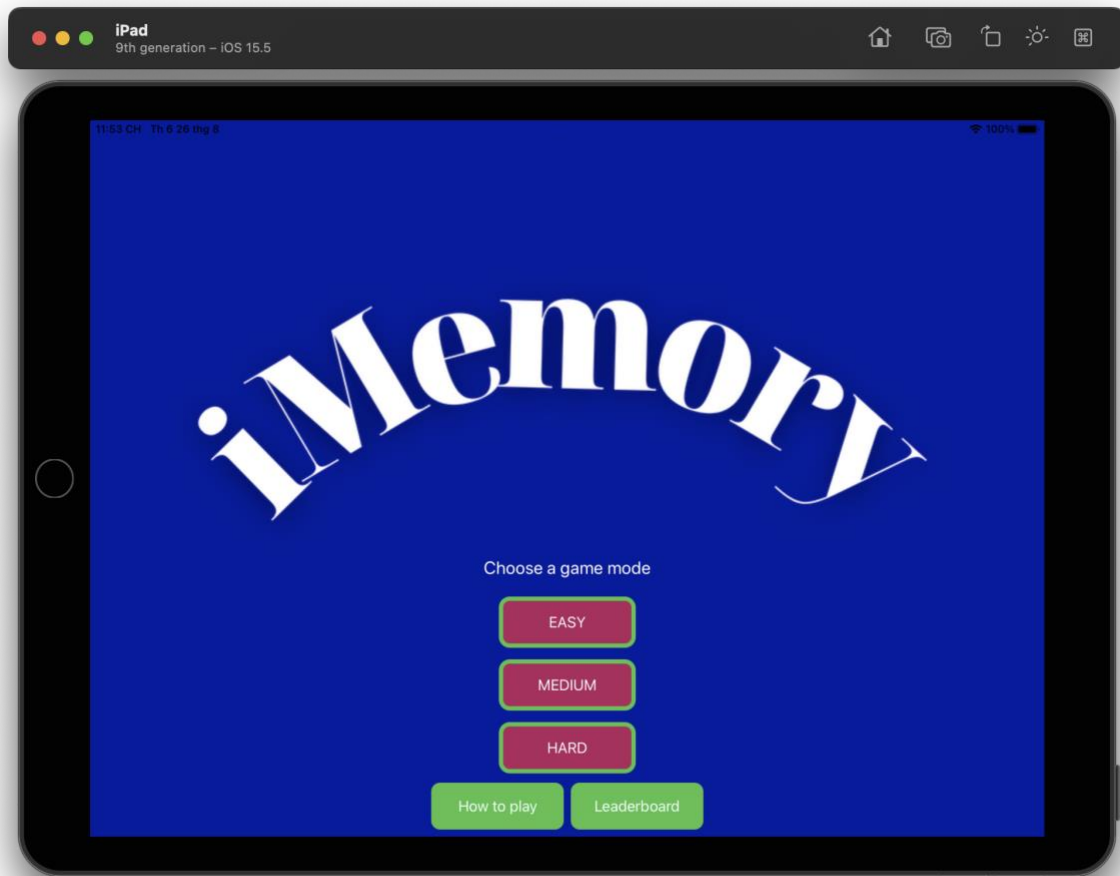 iPad
9th generation – iOS 15.5
11:53 CH Th 6 26 thg 8
100%
iMemory
Choose a game mode
EASY
MEDIUM
HARD
How to play Leaderboard